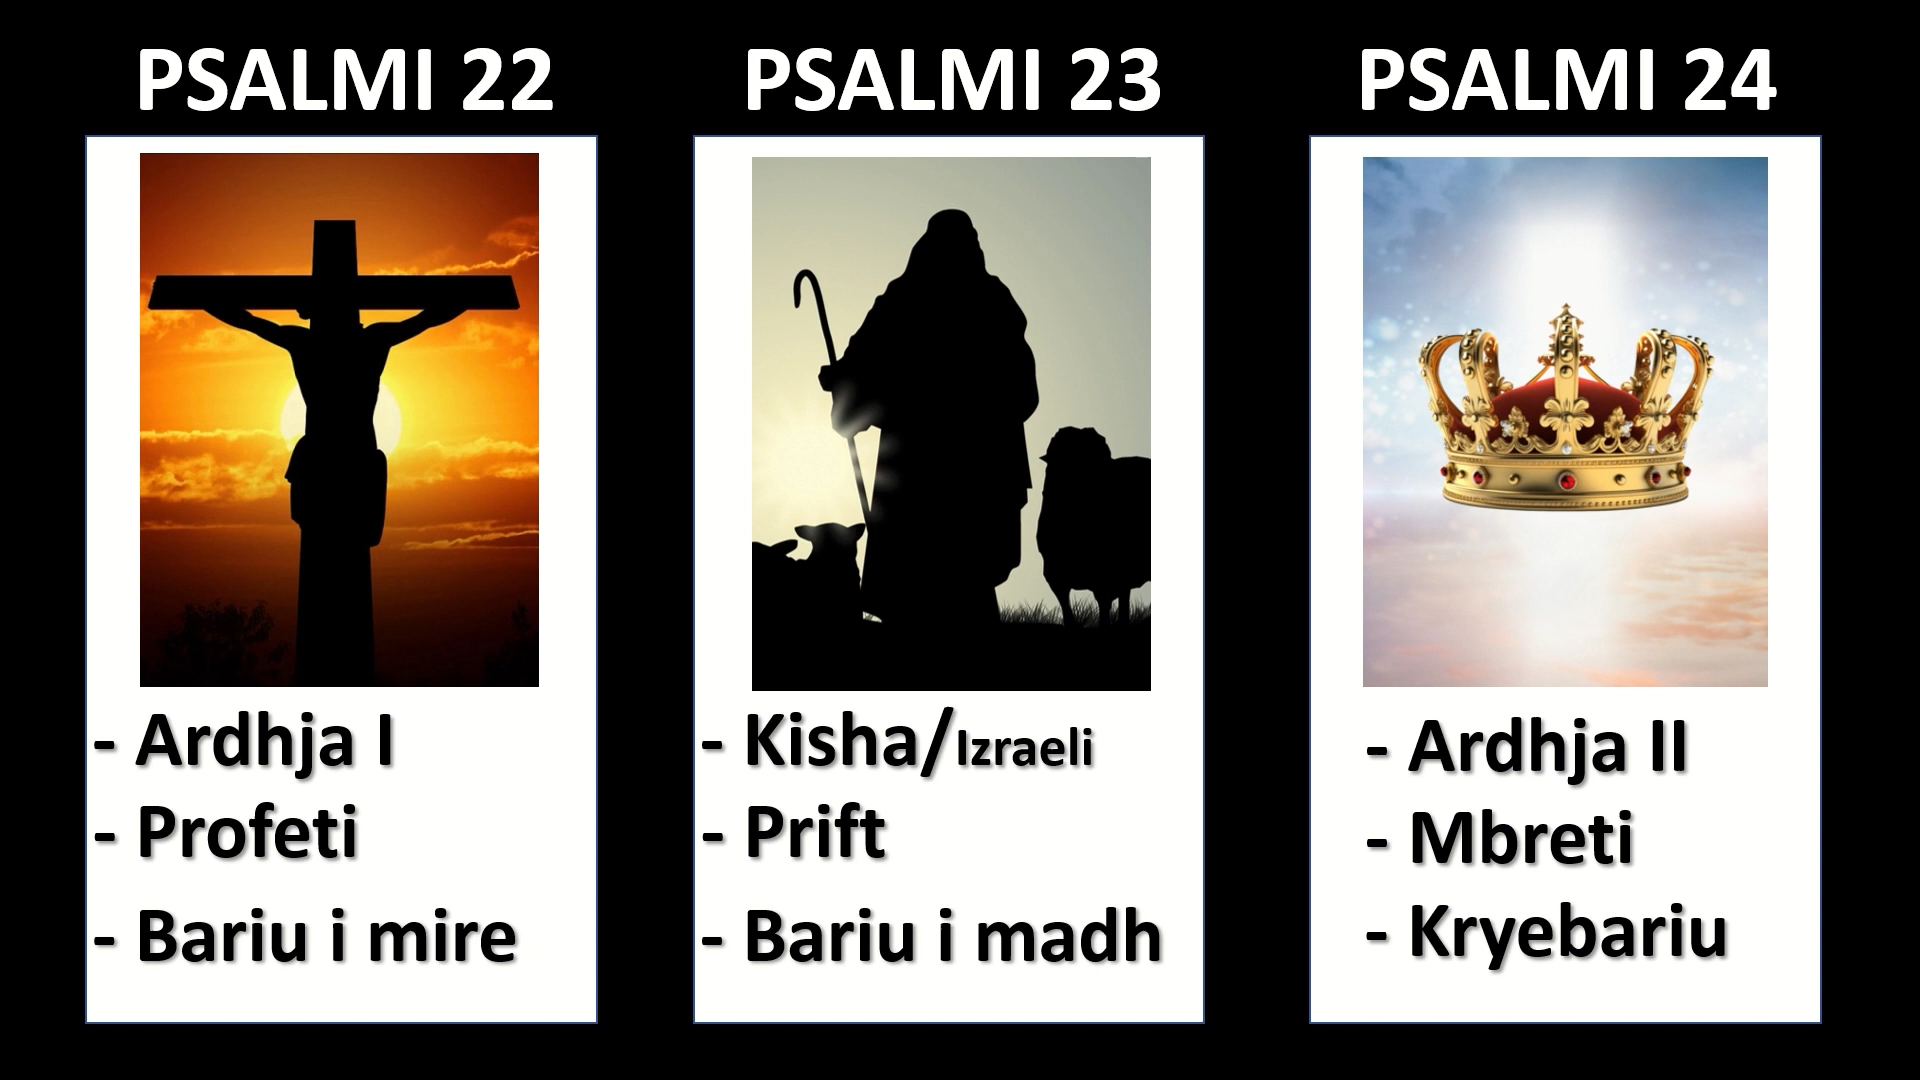 PSALMI 22
- Ardhja I
- Profeti
- Bariu i mire
PSALMI 23
- Kisha/Izraeli
- Prift
- Bariu i madh
PSALMI 24
- Ardhja II
- Mbreti
- Kryebariu